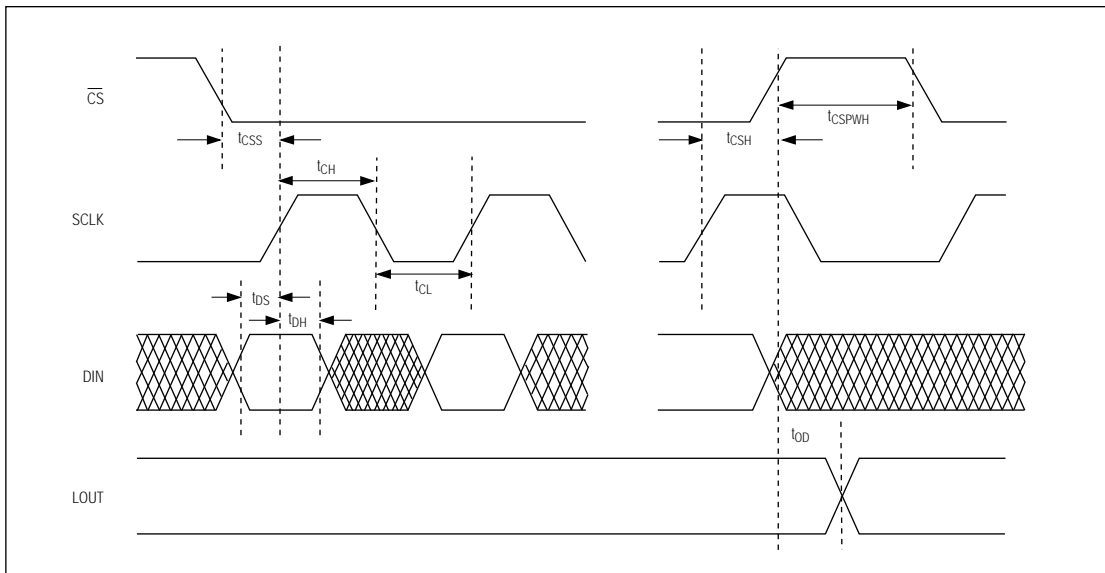 CS
tCSS
tCSH
tCSPWH
tCH
SCLK
tCL
tDS
tDH
DIN
tOD
LOUT